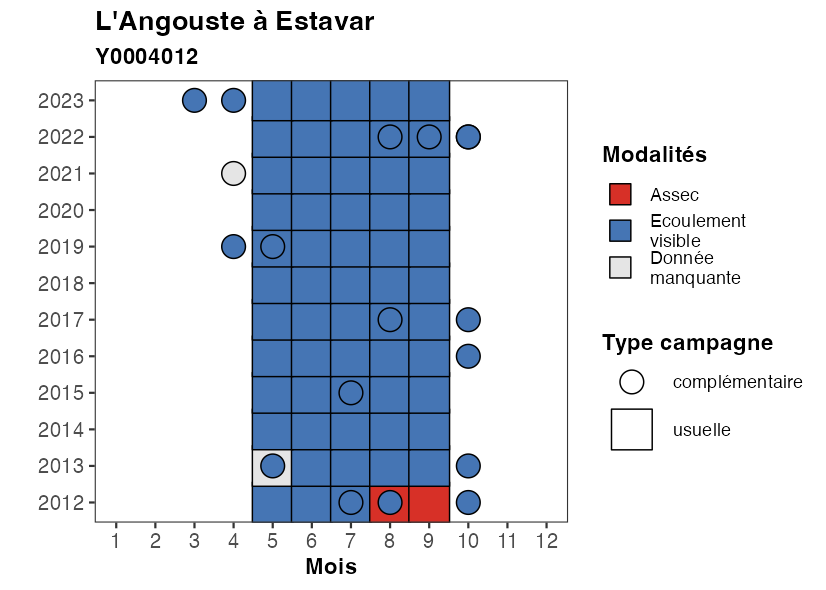 L'Angouste à Estavar
Y0004012
2023
2022
2021
2020
2019
2018
2017
2016
2015
2014
2013
2012
1 2 3 4 5 6 7 8 9 10 11 12
Mois
Modalités
Assec
Ecoulement
visible
Donnée
manquante
Type campagne
complémentaire
usuelle